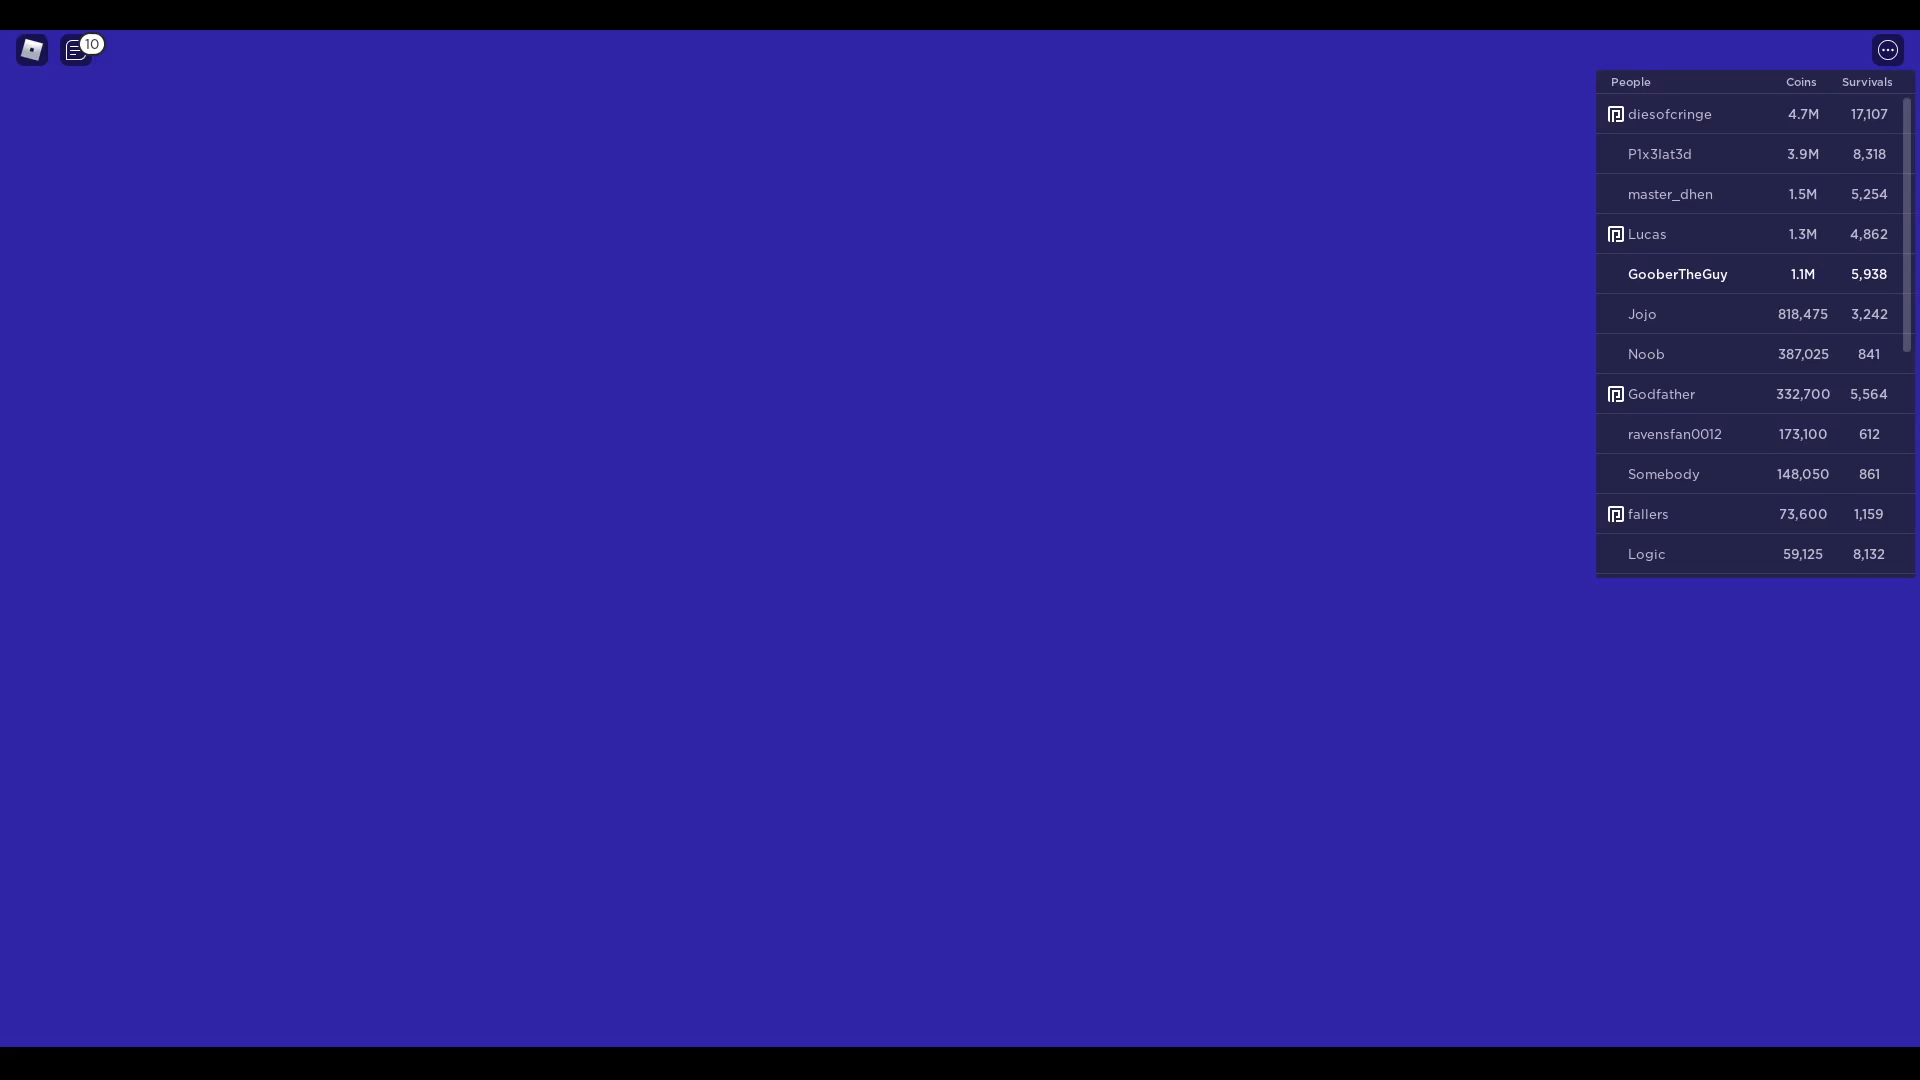 10
People Coins Survivals
diesofcringe 4.7M 17,107
P1x3lat3d 3.9M 8,318
master_dhen 1.5M 5,254
Lucas 1.3M 4,862
GooberTheGuy 1.1M 5,938
Jojo 818,475 3,242
Noob 387,025 841
Godfather 332,700 5,564
ravensfan0012 173,100 612
Somebody 148,050 861
fallers 73,600 1,159
Logic 59,125 8,132